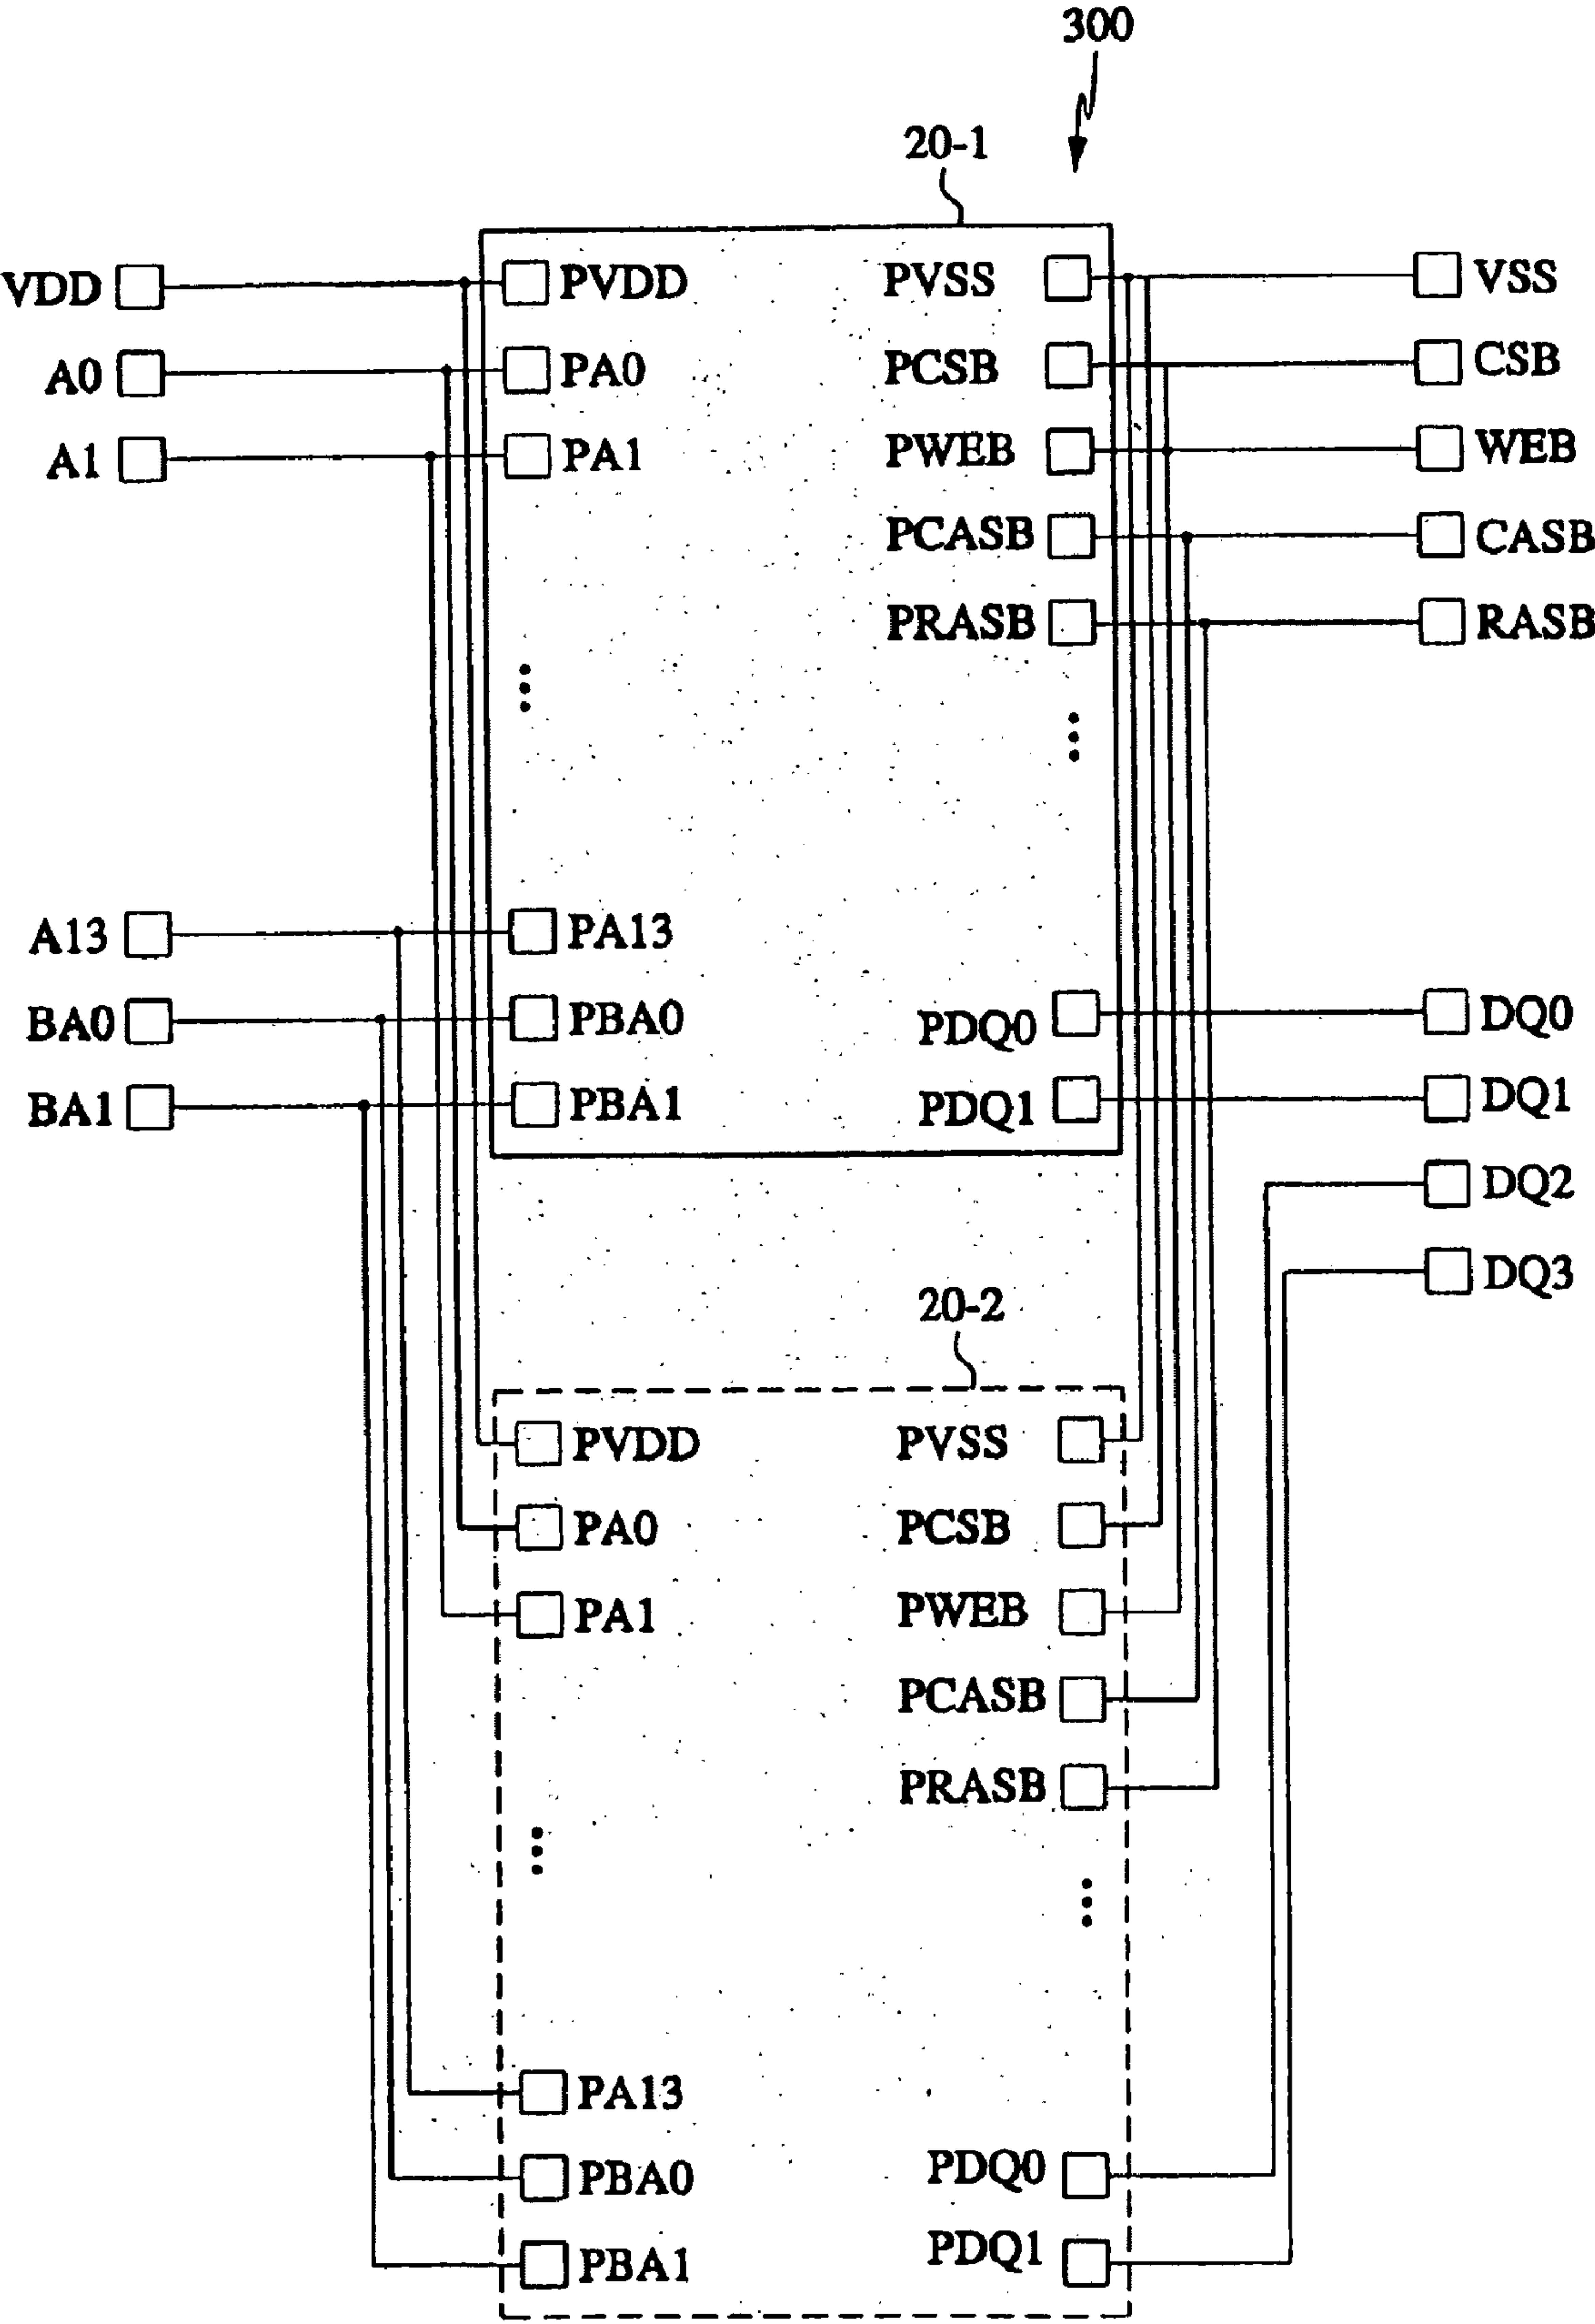 300
20-1
VDD PVDD PVSS VSS
A0 PA0 PCSB CSB
A1 PA1 PWEB WEB
PCASB CASB
PRASB RASB
A13 PA13
BA0 PBA0 PDQ0 DQ0
BA1 PBA1 PDQ1 DQ1
DQ2
DQ3
20-2
PVDD PVSS
PA0 PCSB
PA1 PWEB
PCASB
PRASB
PA13
PBA0 PDQ0
PBA1 PDQ1